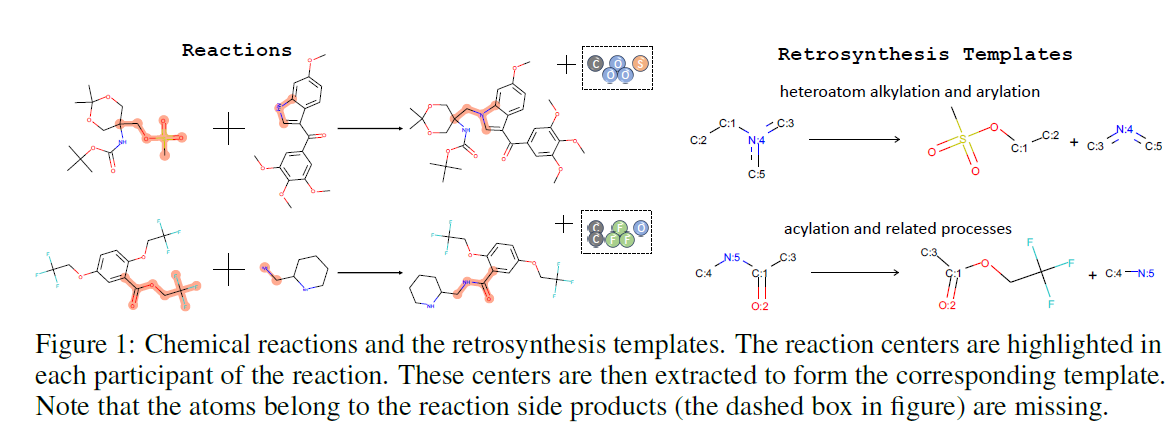 Reactions
Retrosynthesis Templates
heteroatom alkylation and arylation
C:1
C:3
C:2
N:4
C:5
S
O
O
O
C:1
C:2
+
C:3
N:4
C:5
C
O
S
O
O
acylation and related processes
N:5
C:3
C:4
C:1
O:2
C:3
C:1
O
F
F
F
O:2
+ C:4
N:5
C
F
O
C
F
F
Figure 1: Chemical reactions and the retrosynthesis templates. The reaction centers are highlighted in
each participant of the reaction. These centers are then extracted to form the corresponding template.
Note that the atoms belong to the reaction side products (the dashed box in figure) are missing.